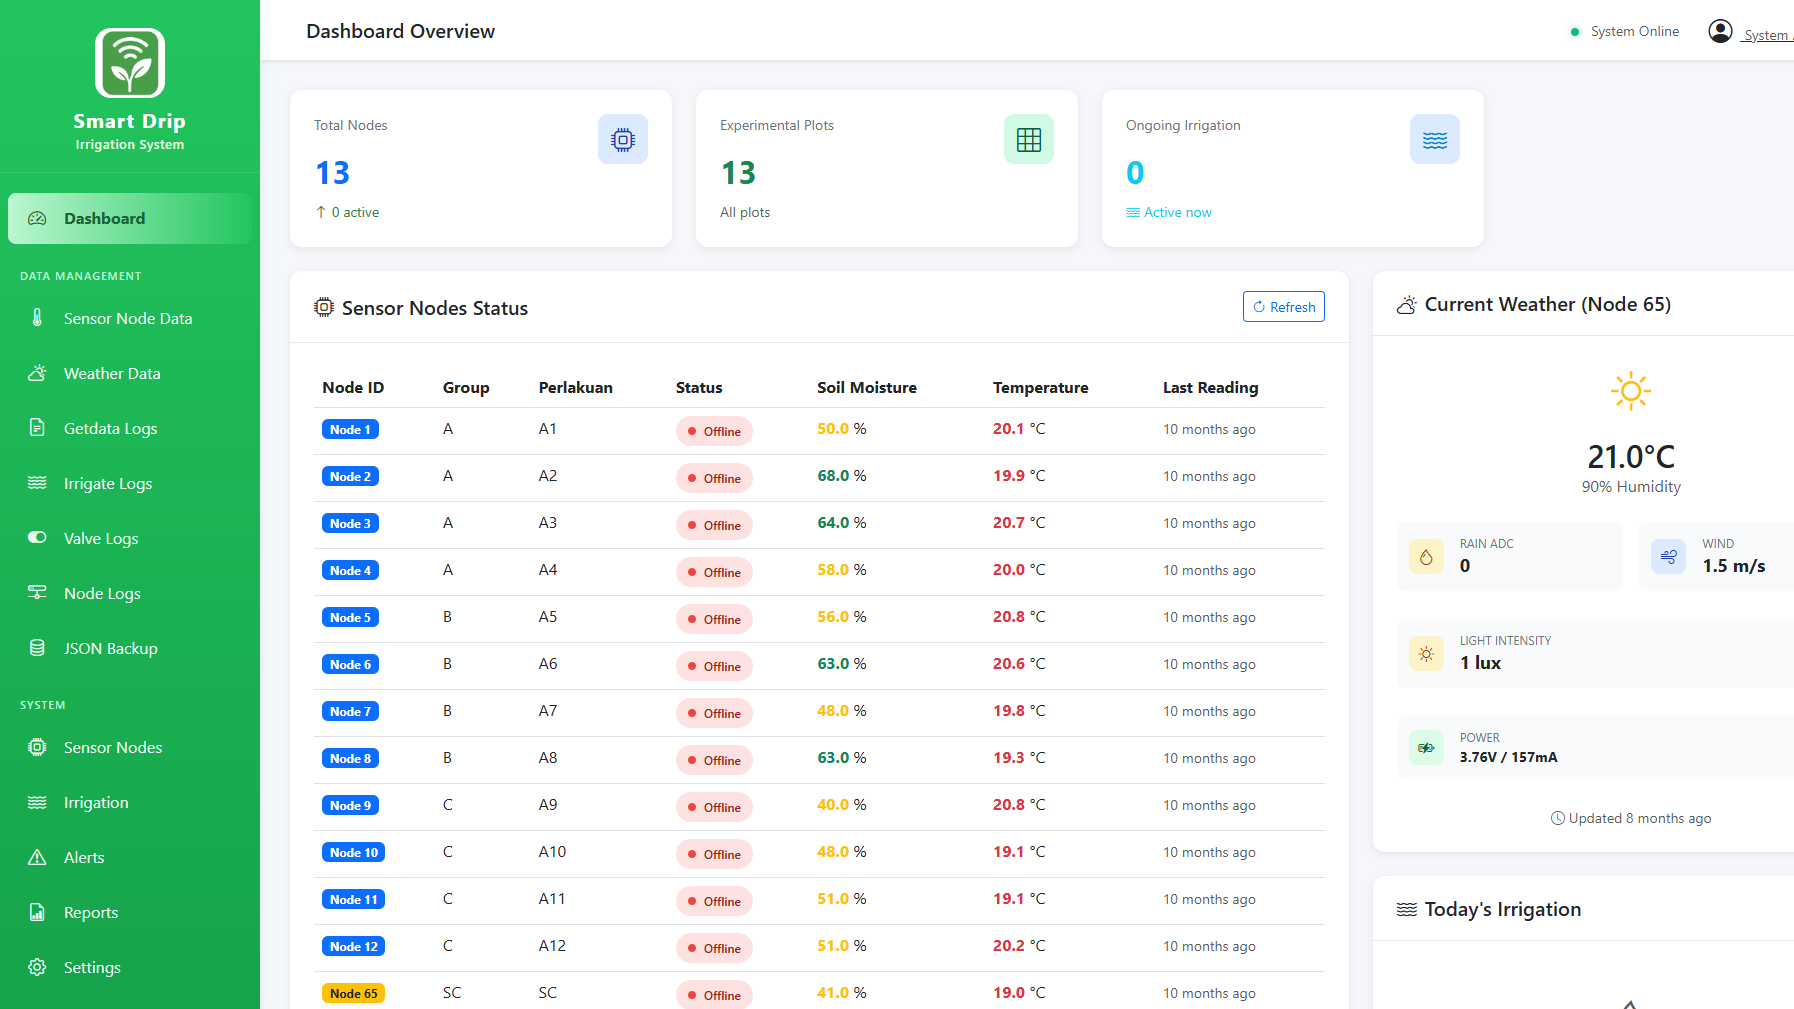 Smart Drip
Irrigation System
Dashboard
DATA MANAGEMENT
Sensor Node Data
Weather Data
Getdata Logs
Irrigate Logs
Valve Logs
Node Logs
JSON Backup
SYSTEM
Sensor Nodes
Irrigation
Alerts
Reports
Settings
Dashboard Overview
System Online
System
Total Nodes
13
0 active
Experimental Plots
13
All plots
Ongoing Irrigation
0
Active now
Sensor Nodes Status
Refresh
Node ID Group Perlakuan Status Soil Moisture Temperature Last Reading
Node 1 A A1 Offline 50.0 % 20.1 °C 10 months ago
Node 2 A A2 Offline 68.0 % 19.9 °C 10 months ago
Node 3 A A3 Offline 64.0 % 20.7 °C 10 months ago
Node 4 A A4 Offline 58.0 % 20.0 °C 10 months ago
Node 5 B A5 Offline 56.0 % 20.8 °C 10 months ago
Node 6 B A6 Offline 63.0 % 20.6 °C 10 months ago
Node 7 B A7 Offline 48.0 % 19.8 °C 10 months ago
Node 8 B A8 Offline 63.0 % 19.3 °C 10 months ago
Node 9 C A9 Offline 40.0 % 20.8 °C 10 months ago
Node 10 C A10 Offline 48.0 % 19.1 °C 10 months ago
Node 11 C A11 Offline 51.0 % 19.1 °C 10 months ago
Node 12 C A12 Offline 51.0 % 20.2 °C 10 months ago
Node 65 SC SC Offline 41.0 % 19.0 °C 10 months ago
Current Weather (Node 65)
21.0°C
90% Humidity
RAIN ADC
0
WIND
1.5 m/s
LIGHT INTENSITY
1 lux
POWER
3.76V / 157mA
Updated 8 months ago
Today's Irrigation